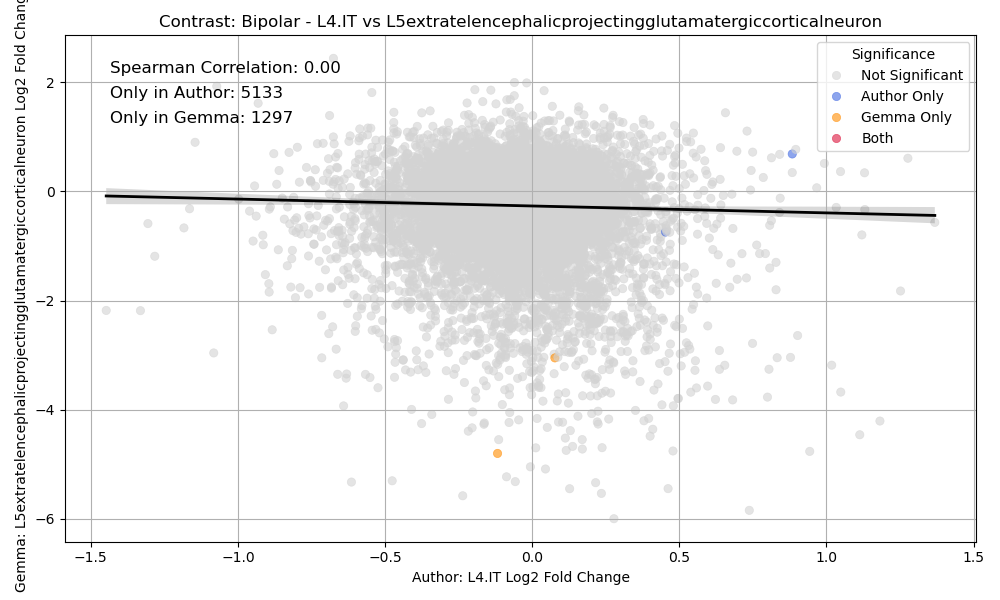 Contrast: Bipolar - L4.IT vs L5extratelencephalicprojectingglutamatergiccorticalneuron
Spearman Correlation: 0.00
Only in Author: 5133
Only in Gemma: 1297
Significance
Not Significant
Author Only
Gemma Only
Both
2
0
−2
−4
−6
−1.5
−1.0
−0.5
0.0
0.5
1.0
1.5
Author: L4.IT Log2 Fold Change
Gemma: L5extratelencephalicprojectingglutamatergiccorticalneuron Log2 Fold Chang